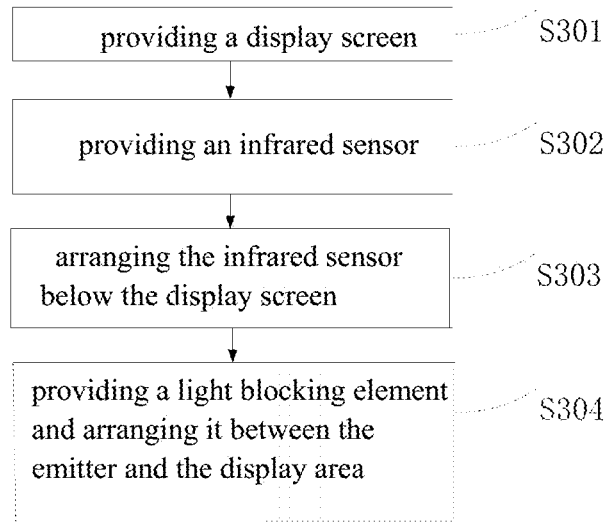 providing a display screen
S301
providing an infrared sensor
S302
arranging the infrared sensor
below the display screen
S303
providing a light blocking element
and arranging it between the
emitter and the display area
S304